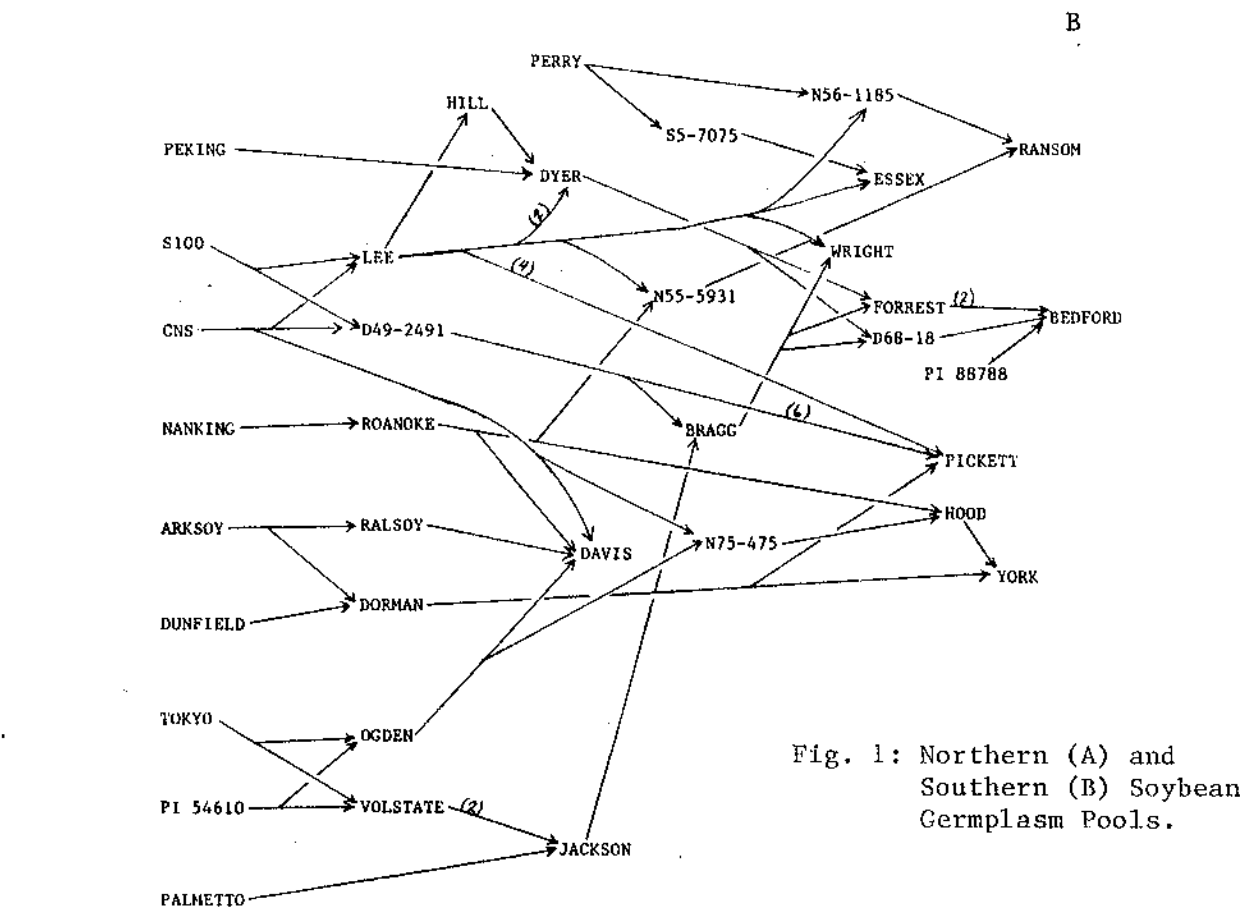 B
PERRY
N56-1185
HILL
S5-7075
RANSOM
PEKING
DYER
ESSEX
(2)
S100
LEE
WRIGHT
(4)
N55-5931
FORREST (2)
BEDFORD
CNS
D49-2491
D68-18
PI 88788
(6)
NANKING
ROANOKE
BRAGG
PICKETT
HOOD
ARKSOY
RALSOY
DAVIS
N75-475
YORK
DORMAN
DUNFIELD
TOKYO
OGDEN
PI 54610
VOLSTATE (2)
JACKSON
PALMETTO
Fig. 1: Northern (A) and
Southern (B) Soybean
Germplasm Pools.